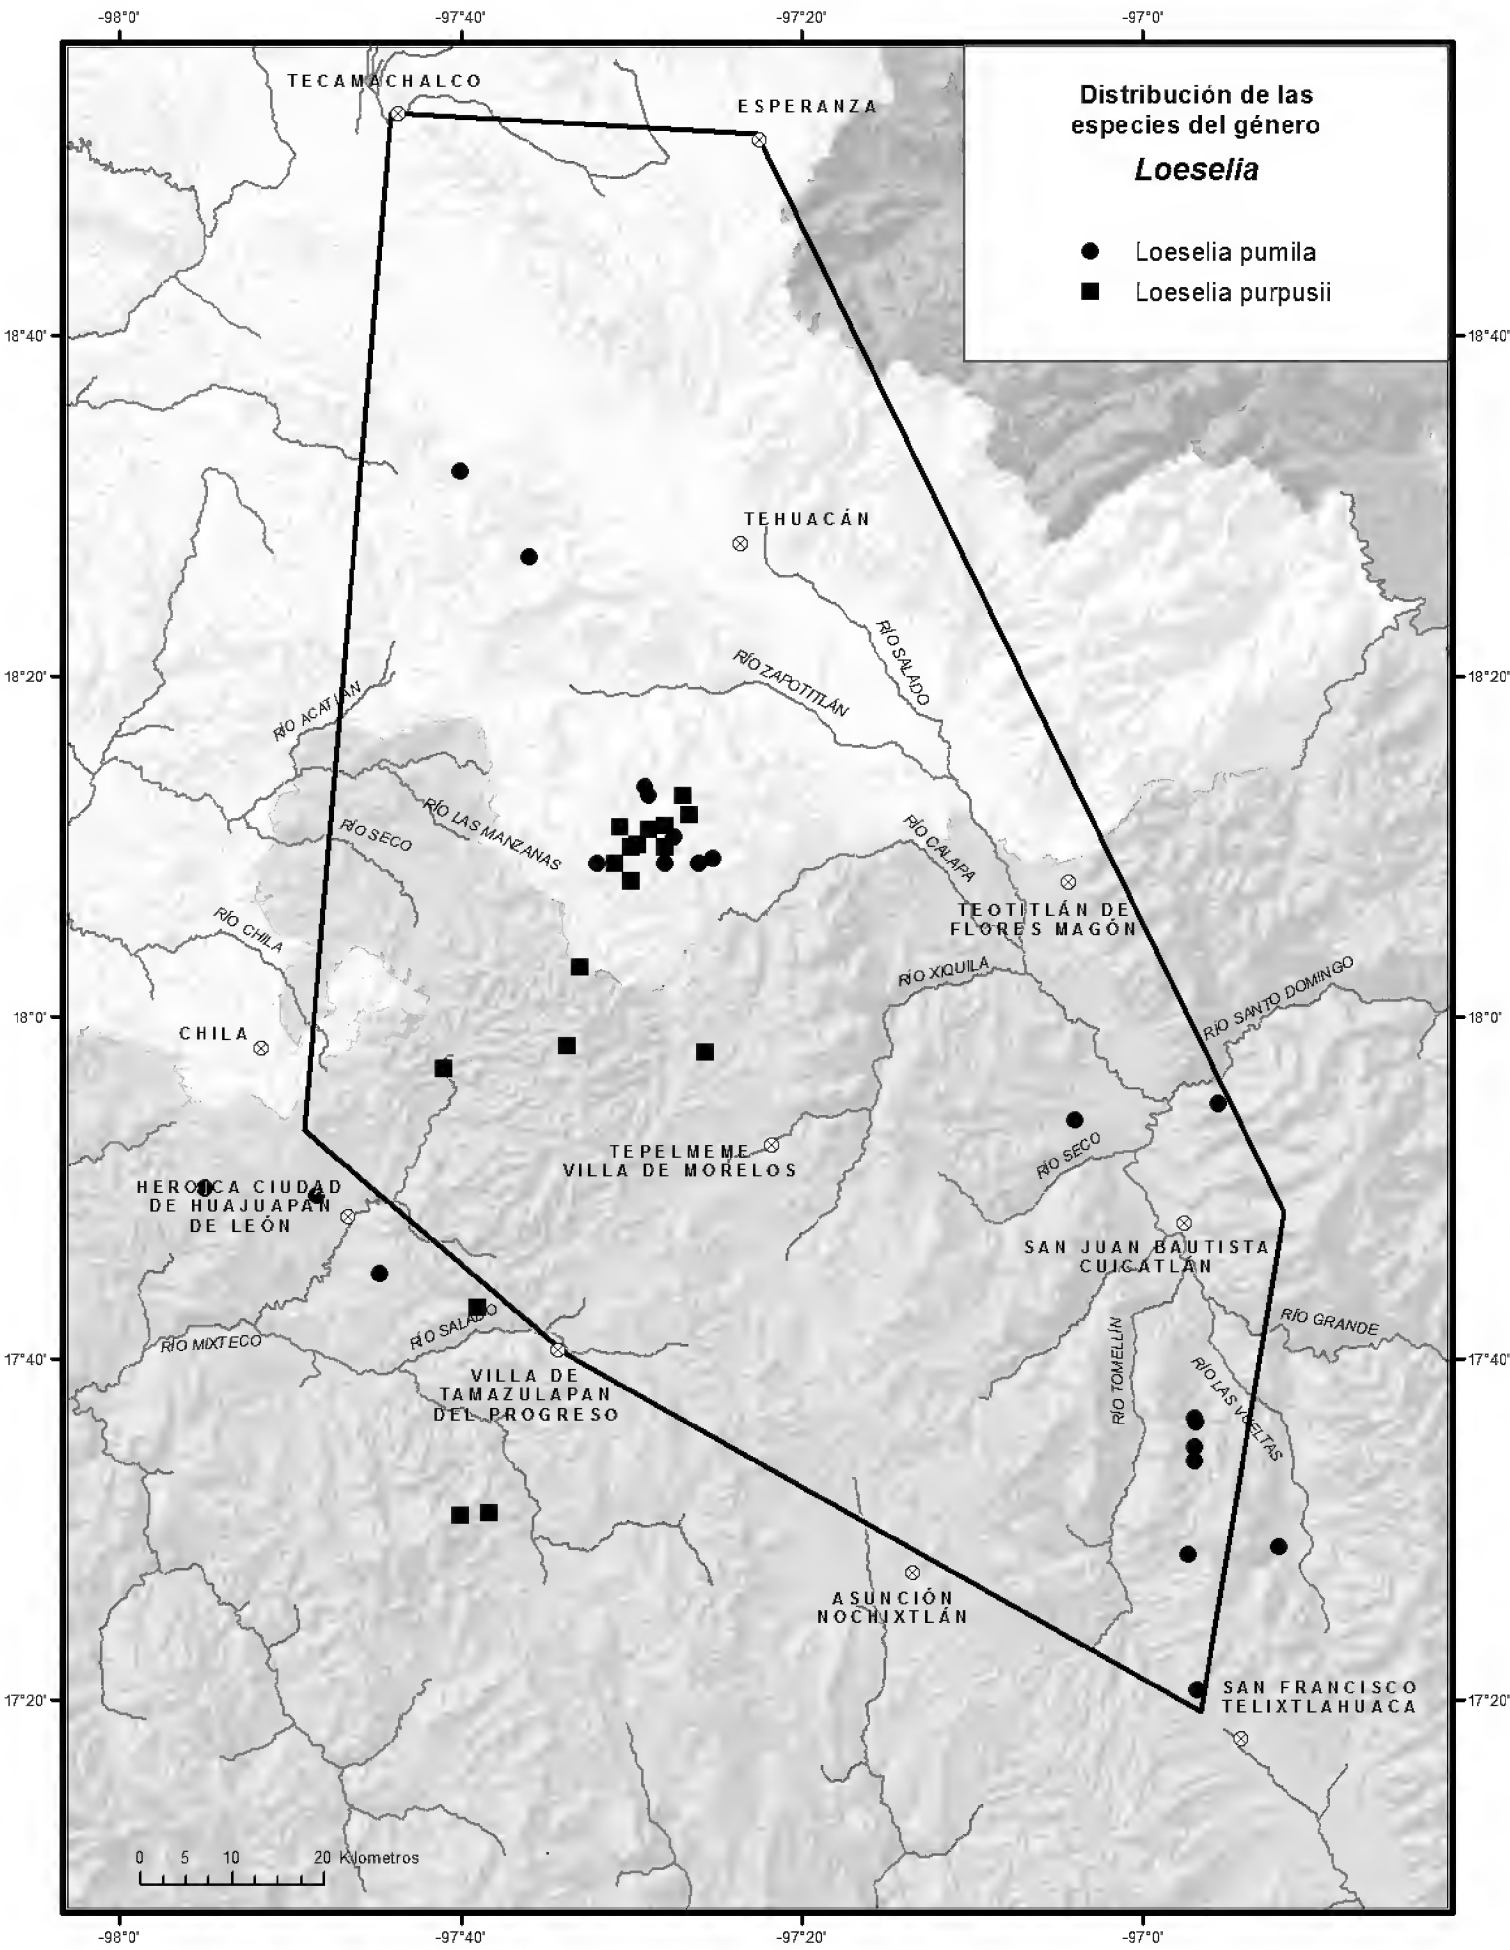 -98°0'
-97°40'
-97°20'
-97°0'
TECAMACHALCO
ESPERANZA
Distribución de las
especies del género
Loeselia
Loeselia pumila
Loeselia purpusii
18°40'
18°40'
TEHUACÁN
RÍO SALADO
RÍO ZAPOTITLÁN
18°20'
18°20'
RÍO ACATLÁN
RÍO LAS MANZANAS
RÍO SECO
RÍO CALAPA
TEOTITLÁN DE
FLORES MAGÓN
RÍO CHILA
RÍO XIQUILA
RÍO SANTO DOMINGO
18°0'
18°0'
CHILA
TEPELMEME
VILLA DE MORELOS
RÍO SECO
HEROICA CIUDAD
DE HUAJUAPAN
DE LEÓN
SAN JUAN BAUTISTA
CUICATLÁN
RÍO SALADO
RÍO MIXTECO
RÍO GRANDE
17°40'
17°40'
RÍO TOMELLÍN
RÍO LAS VUELTAS
VILLA DE
TAMAZULAPAN
DEL PROGRESO
ASUNCIÓN
NOCHIXTLÁN
SAN FRANCISCO
TELIXTLAHUACA
17°20'
17°20'
0 5 10 20 Kilometros
-98°0'
-97°40'
-97°20'
-97°0'